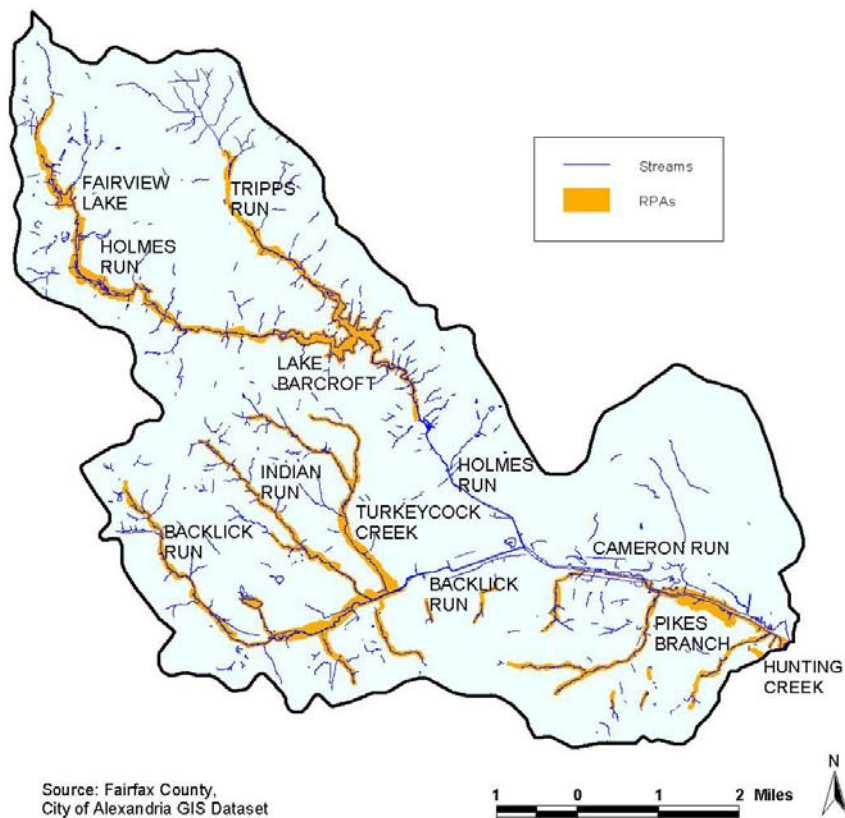 FAIRVIEW
LAKE
TRIPPS
RUN
Streams
RPAs
HOLMES
RUN
LAKE
BARCROFT
HOLMES
RUN
INDIAN
RUN
TURKEYCOCK
CREEK
BACKLICK
RUN
CAMERON RUN
BACKLICK
RUN
PIKES
BRANCH
HUNTING
CREEK
Source: Fairfax County,
City of Alexandria GIS Dataset
1 0 1 2 Miles
N